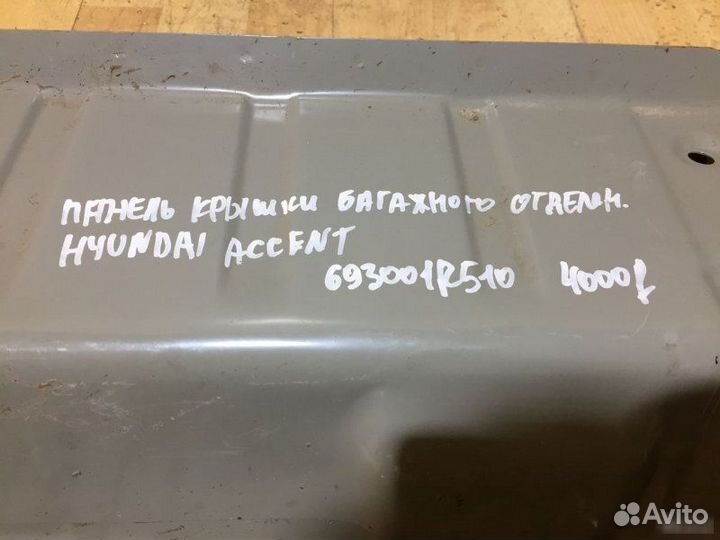 ПАНЕЛЬ КРЫШКИ БАГАЖНОГО ОТДЕЛЕН.
HYUNDAI ACCENT
693001R510 4000
Avito